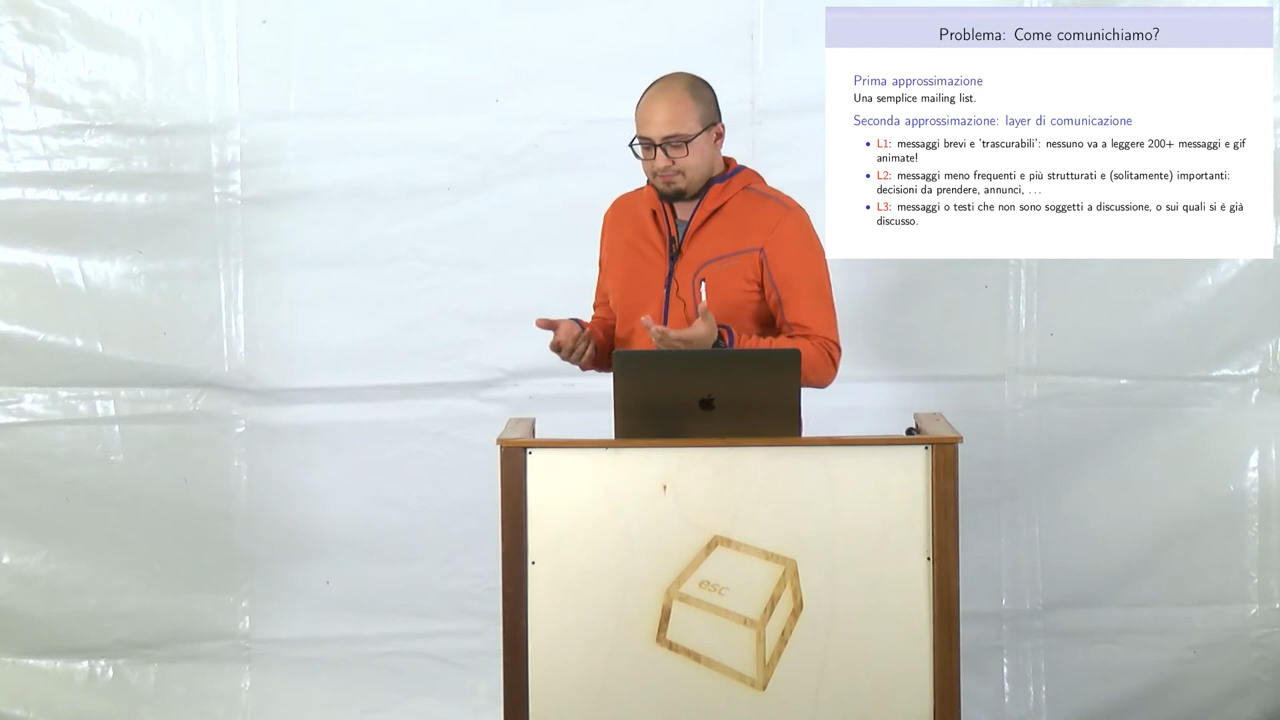 Problema: Come comunichiamo?
Prima approssimazione
Una semplice mailing list.
Seconda approssimazione: layer di comunicazione
L1: messaggi brevi e 'trascurabili': nessuno va a leggere 200+ messaggi e gif
animate!
L2: messaggi meno frequenti e più strutturati e (solitamente) importanti:
decisioni da prendere, annunci, ...
L3: messaggi o testi che non sono soggetti a discussione, o sui quali si è già
discusso.
esc